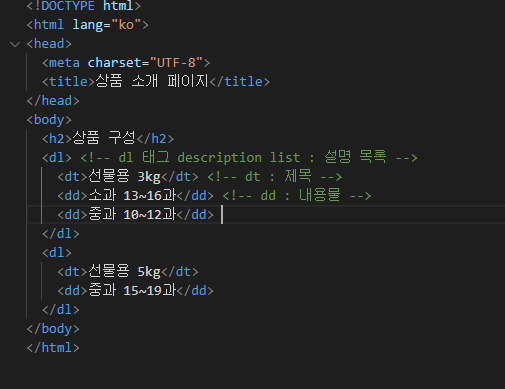 <!DOCTYPE html>
<html lang="ko">
<head>
<meta charset="UTF-8">
<title>상품 소개 페이지</title>
</head>
<body>
<h2>상품 구성</h2>
<dl> <!-- dl 태그 description list : 설명 목록 -->
<dt>선물용 3kg</dt> <!-- dt : 제목 -->
<dd>소과 13~16과</dd> <!-- dd : 내용물 -->
<dd>중과 10~12과</dd>
</dl>
<dl>
<dt>선물용 5kg</dt>
<dd>중과 15~19과</dd>
</dl>
</body>
</html>